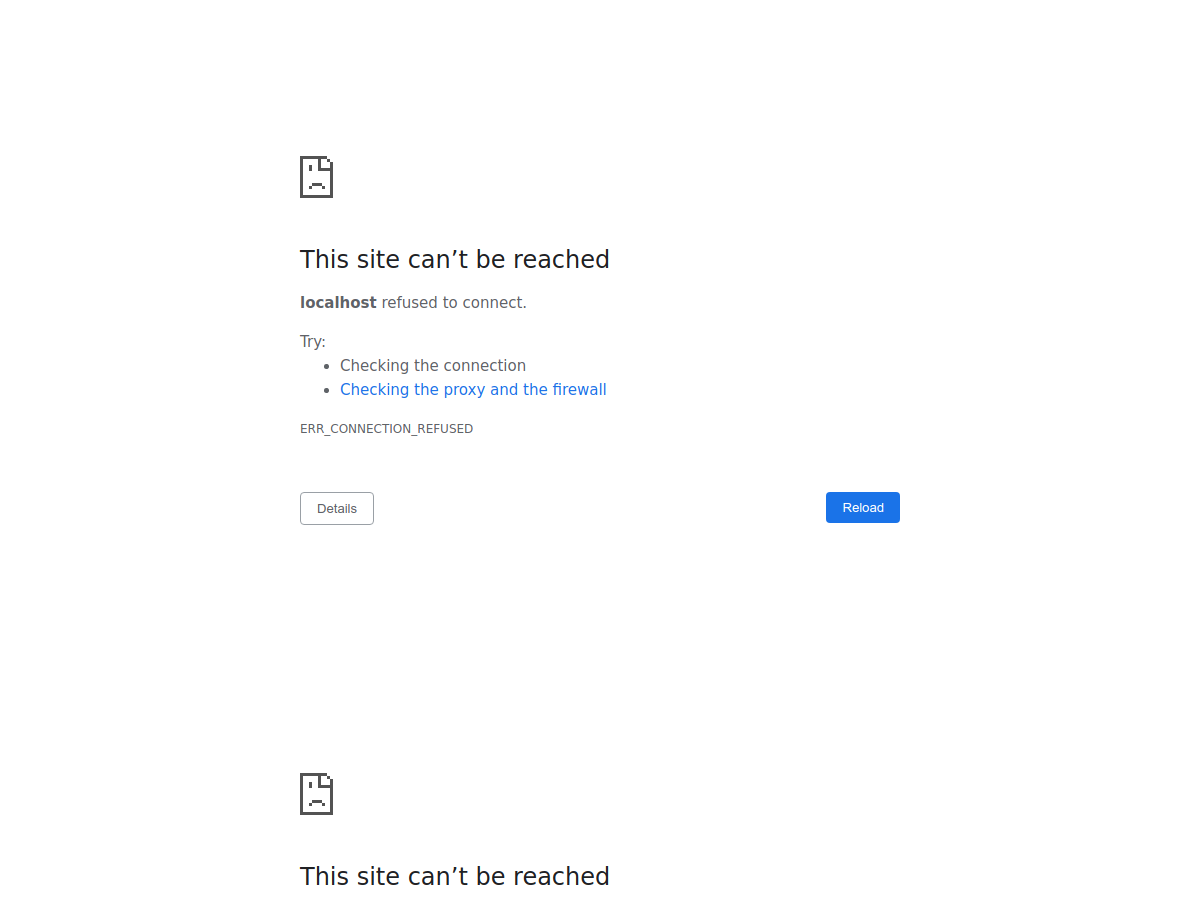 This site can’t be reached
localhost refused to connect.
Try:
Checking the connection
Checking the proxy and the firewall
ERR_CONNECTION_REFUSED
Details
Reload
This site can’t be reached